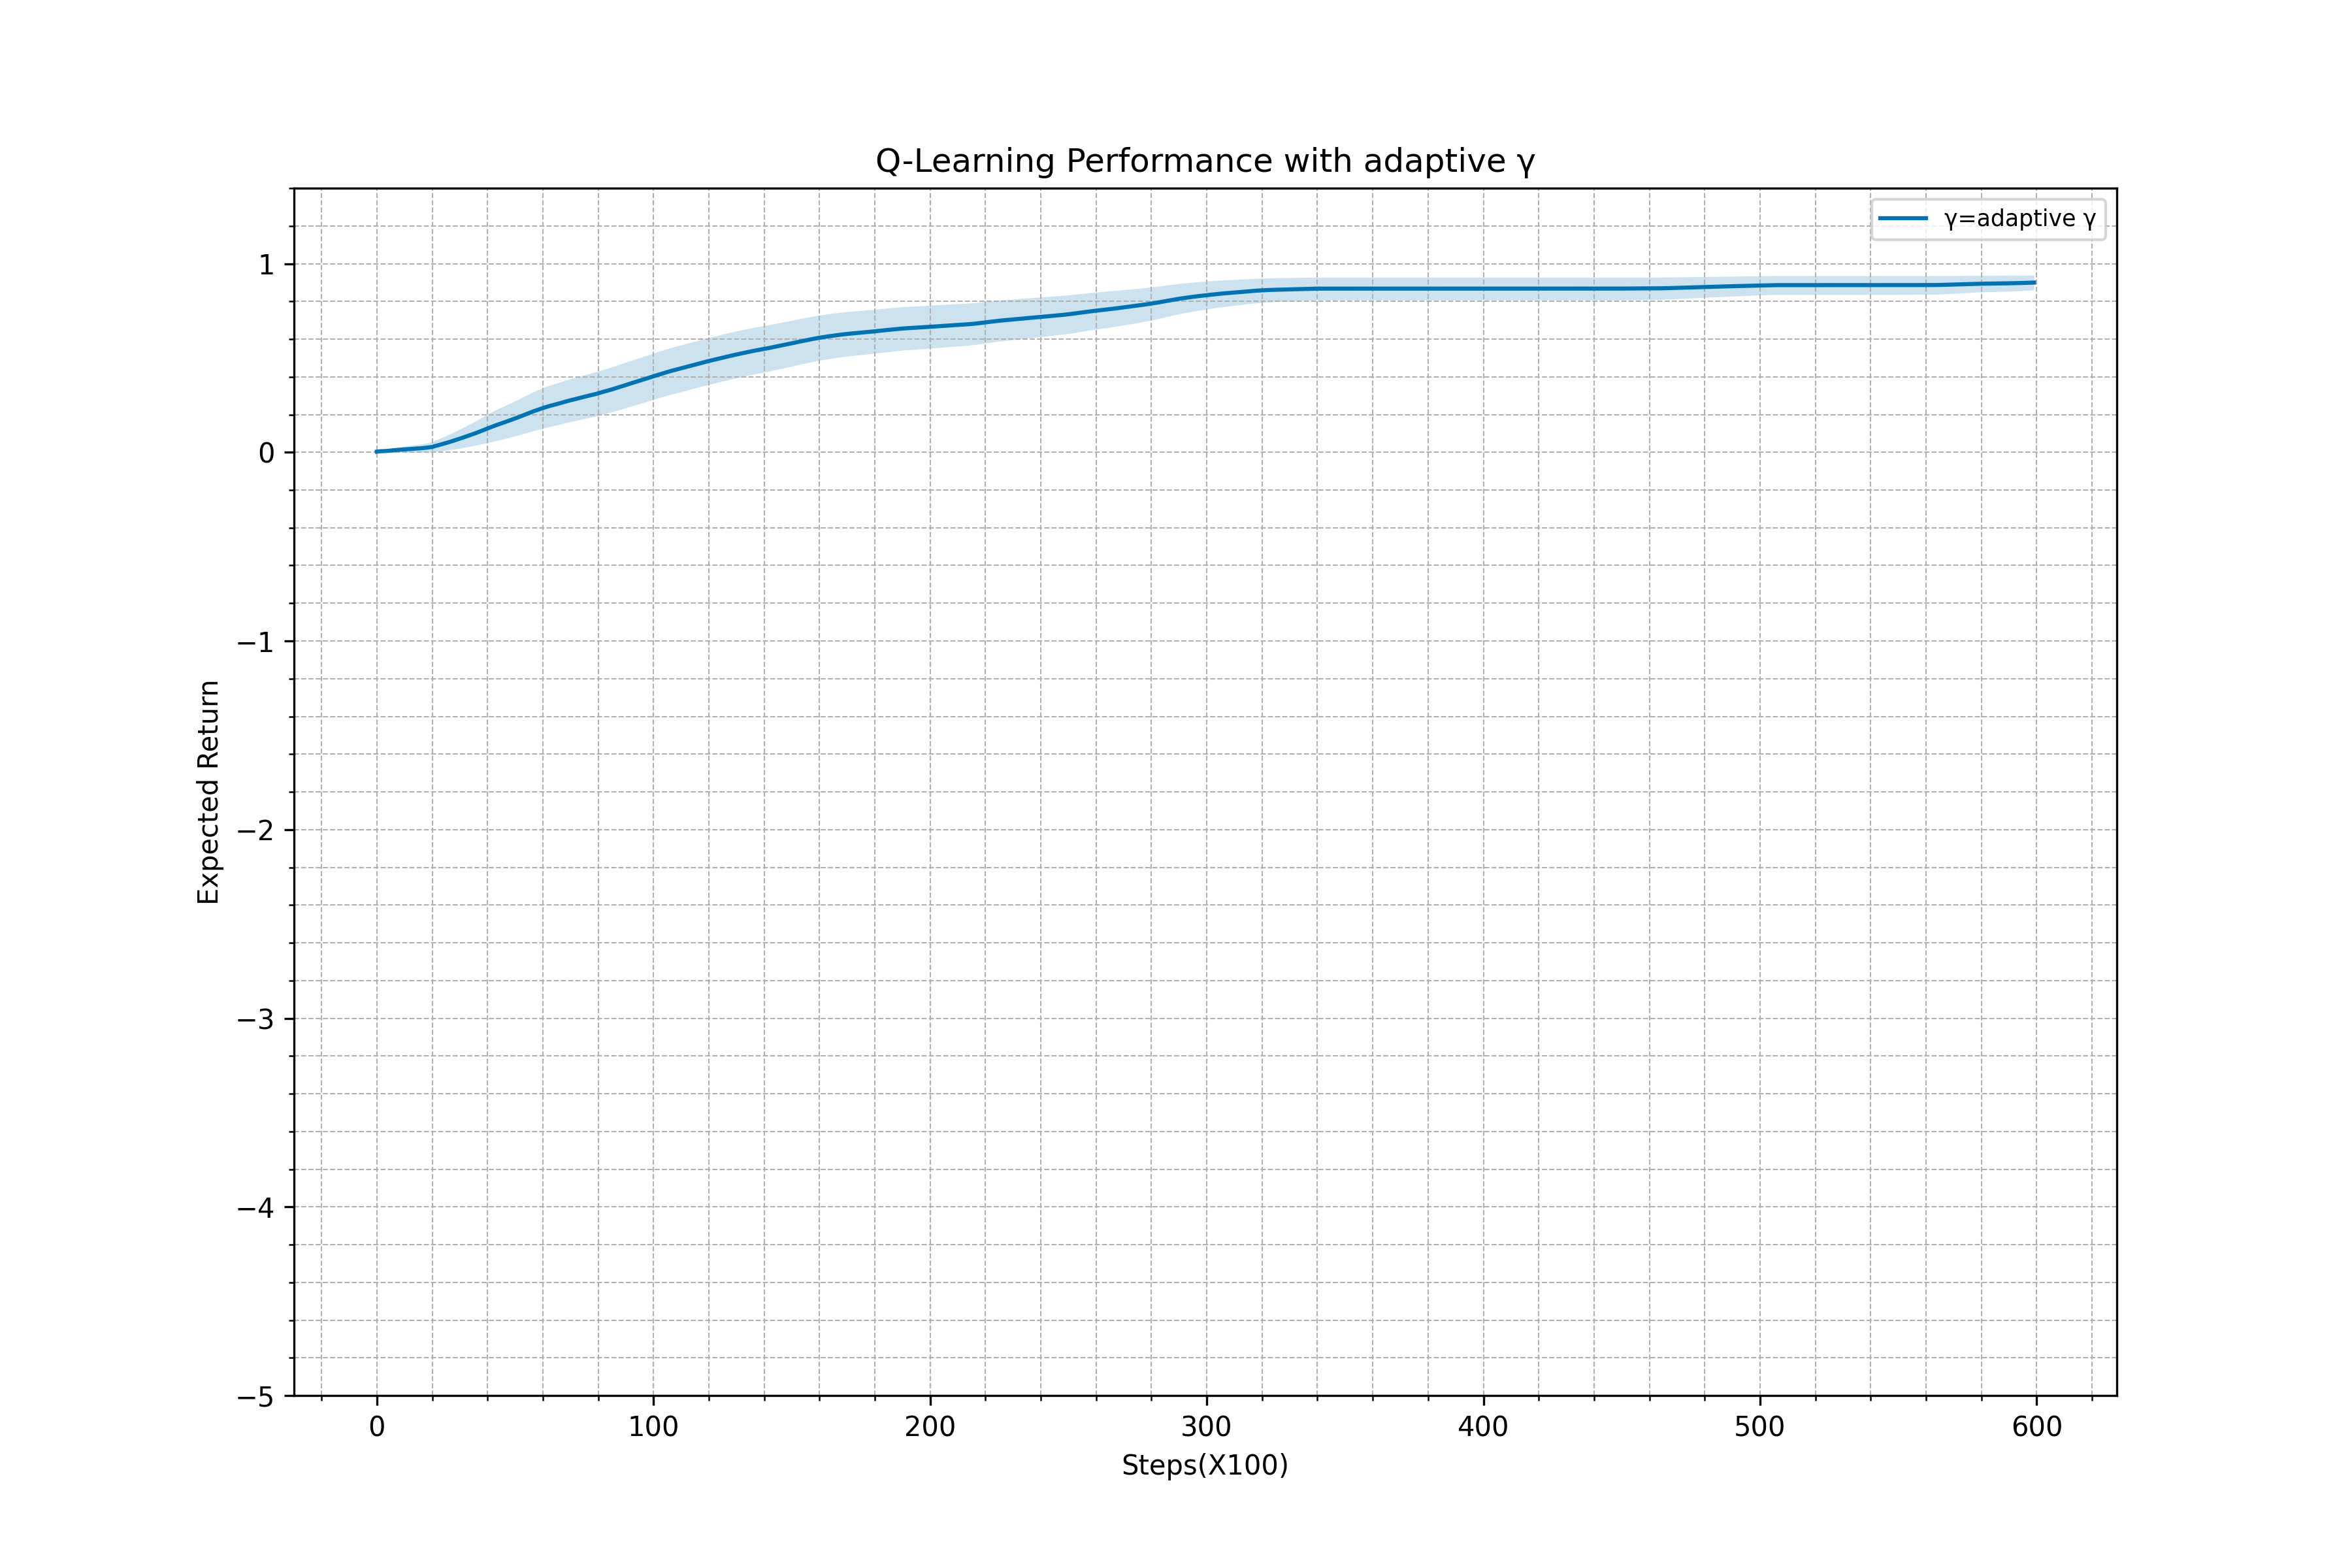 Q-Learning Performance with adaptive γ
γ=adaptive γ
1
0
−1
−2
−3
−4
−5
Expected Return
0 100 200 300 400 500 600
Steps(X100)